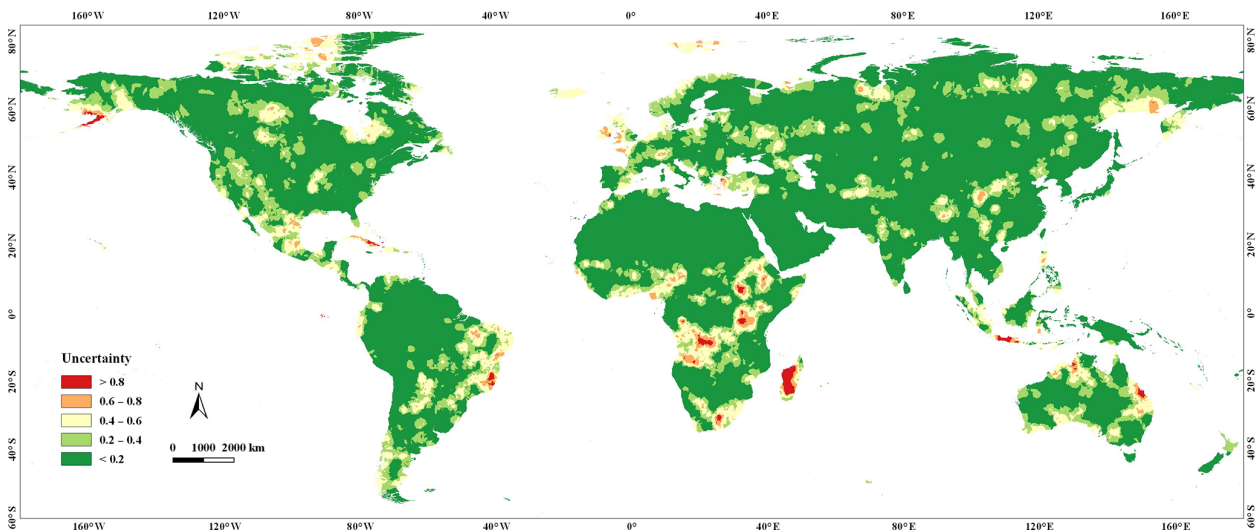 160°W 120°W 80°W 40°W 0° 40°E 80°E 120°E 160°E
80°N 80°N
60°N 60°N
40°N 40°N
20°N 20°N
0° 0°
Uncertainty
> 0.8
0.6 – 0.8
0.4 – 0.6
0.2 – 0.4
< 0.2
N
0 1000 2000 km
20°S 20°S
40°S 40°S
60°S 60°S
160°W 120°W 80°W 40°W 0° 40°E 80°E 120°E 160°E